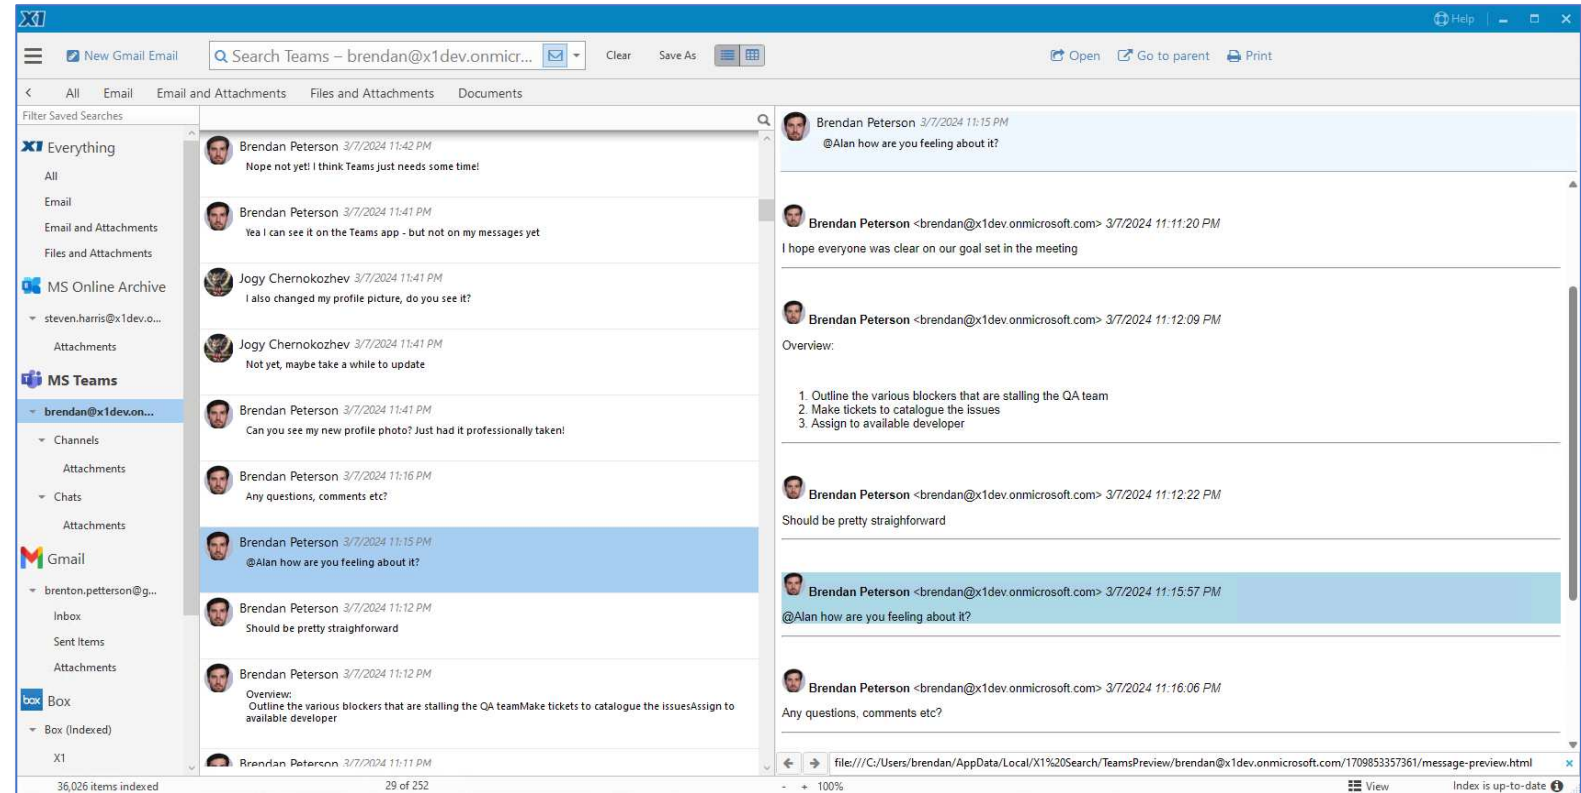 X1
Help
New Gmail Email
Search Teams – brendan@x1dev.onmicr...
Clear
Save As
Open
Go to parent
Print
All
Email
Email and Attachments
Files and Attachments
Documents
Filter Saved Searches
X1 Everything
All
Email
Email and Attachments
Files and Attachments
MS Online Archive
steven.harris@x1dev.o...
Attachments
MS Teams
brendan@x1dev.on...
Channels
Attachments
Chats
Attachments
Gmail
brenton.petterson@g...
Inbox
Sent Items
Attachments
box Box
Box (Indexed)
X1
36,026 items indexed
Brendan Peterson 3/7/2024 11:42 PM
Nope not yet! I think Teams just needs some time!
Brendan Peterson 3/7/2024 11:41 PM
Yea I can see it on the Teams app - but not on my messages yet
Jogy Chernokozhev 3/7/2024 11:41 PM
I also changed my profile picture, do you see it?
Jogy Chernokozhev 3/7/2024 11:41 PM
Not yet, maybe take a while to update
Brendan Peterson 3/7/2024 11:41 PM
Can you see my new profile photo? Just had it professionally taken!
Brendan Peterson 3/7/2024 11:16 PM
Any questions, comments etc?
Brendan Peterson 3/7/2024 11:15 PM
@Alan how are you feeling about it?
Brendan Peterson 3/7/2024 11:12 PM
Should be pretty straighforward
Brendan Peterson 3/7/2024 11:12 PM
Overview:
Outline the various blockers that are stalling the QA teamMake tickets to catalogue the issuesAssign to
available developer
Brendan Peterson 3/7/2024 11:11 PM
29 of 252
Brendan Peterson 3/7/2024 11:15 PM
@Alan how are you feeling about it?
Brendan Peterson <brendan@x1dev.onmicrosoft.com> 3/7/2024 11:11:20 PM
I hope everyone was clear on our goal set in the meeting
Brendan Peterson <brendan@x1dev.onmicrosoft.com> 3/7/2024 11:12:09 PM
Overview:
1. Outline the various blockers that are stalling the QA team
2. Make tickets to catalogue the issues
3. Assign to available developer
Brendan Peterson <brendan@x1dev.onmicrosoft.com> 3/7/2024 11:12:22 PM
Should be pretty straighforward
Brendan Peterson <brendan@x1dev.onmicrosoft.com> 3/7/2024 11:15:57 PM
@Alan how are you feeling about it?
Brendan Peterson <brendan@x1dev.onmicrosoft.com> 3/7/2024 11:16:06 PM
Any questions, comments etc?
file:///C:/Users/brendan/AppData/Local/X1%20Search/TeamsPreview/brendan@x1dev.onmicrosoft.com/1709853357361/message-preview.html
- + 100%
View
Index is up-to-date